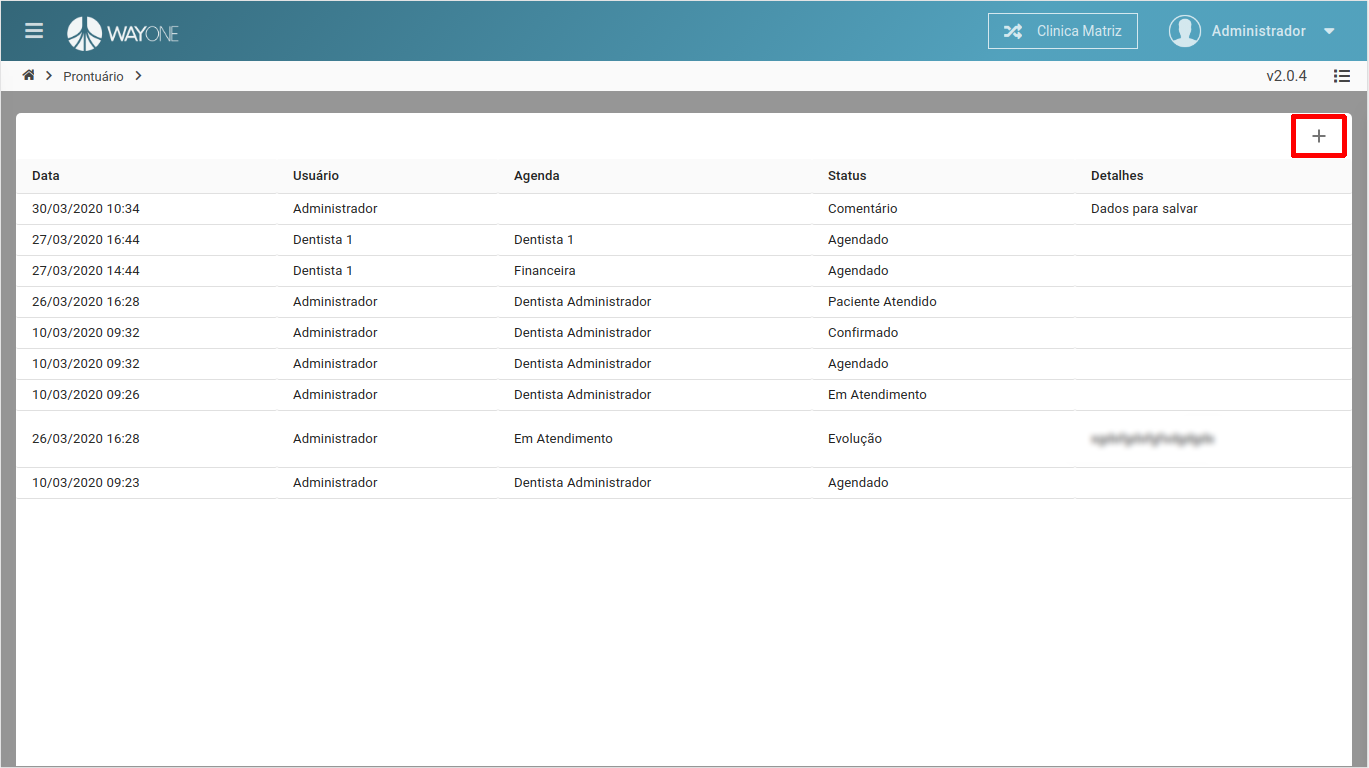 WAYONE
Clinica Matriz
Administrador
Prontuário
v2.0.4
Data Usuário Agenda Status Detalhes
30/03/2020 10:34 Administrador Comentário Dados para salvar
27/03/2020 16:44 Dentista 1 Dentista 1 Agendado
27/03/2020 14:44 Dentista 1 Financeira Agendado
26/03/2020 16:28 Administrador Dentista Administrador Paciente Atendido
10/03/2020 09:32 Administrador Dentista Administrador Confirmado
10/03/2020 09:32 Administrador Dentista Administrador Agendado
10/03/2020 09:26 Administrador Dentista Administrador Em Atendimento
26/03/2020 16:28 Administrador Em Atendimento Evolução
10/03/2020 09:23 Administrador Dentista Administrador Agendado